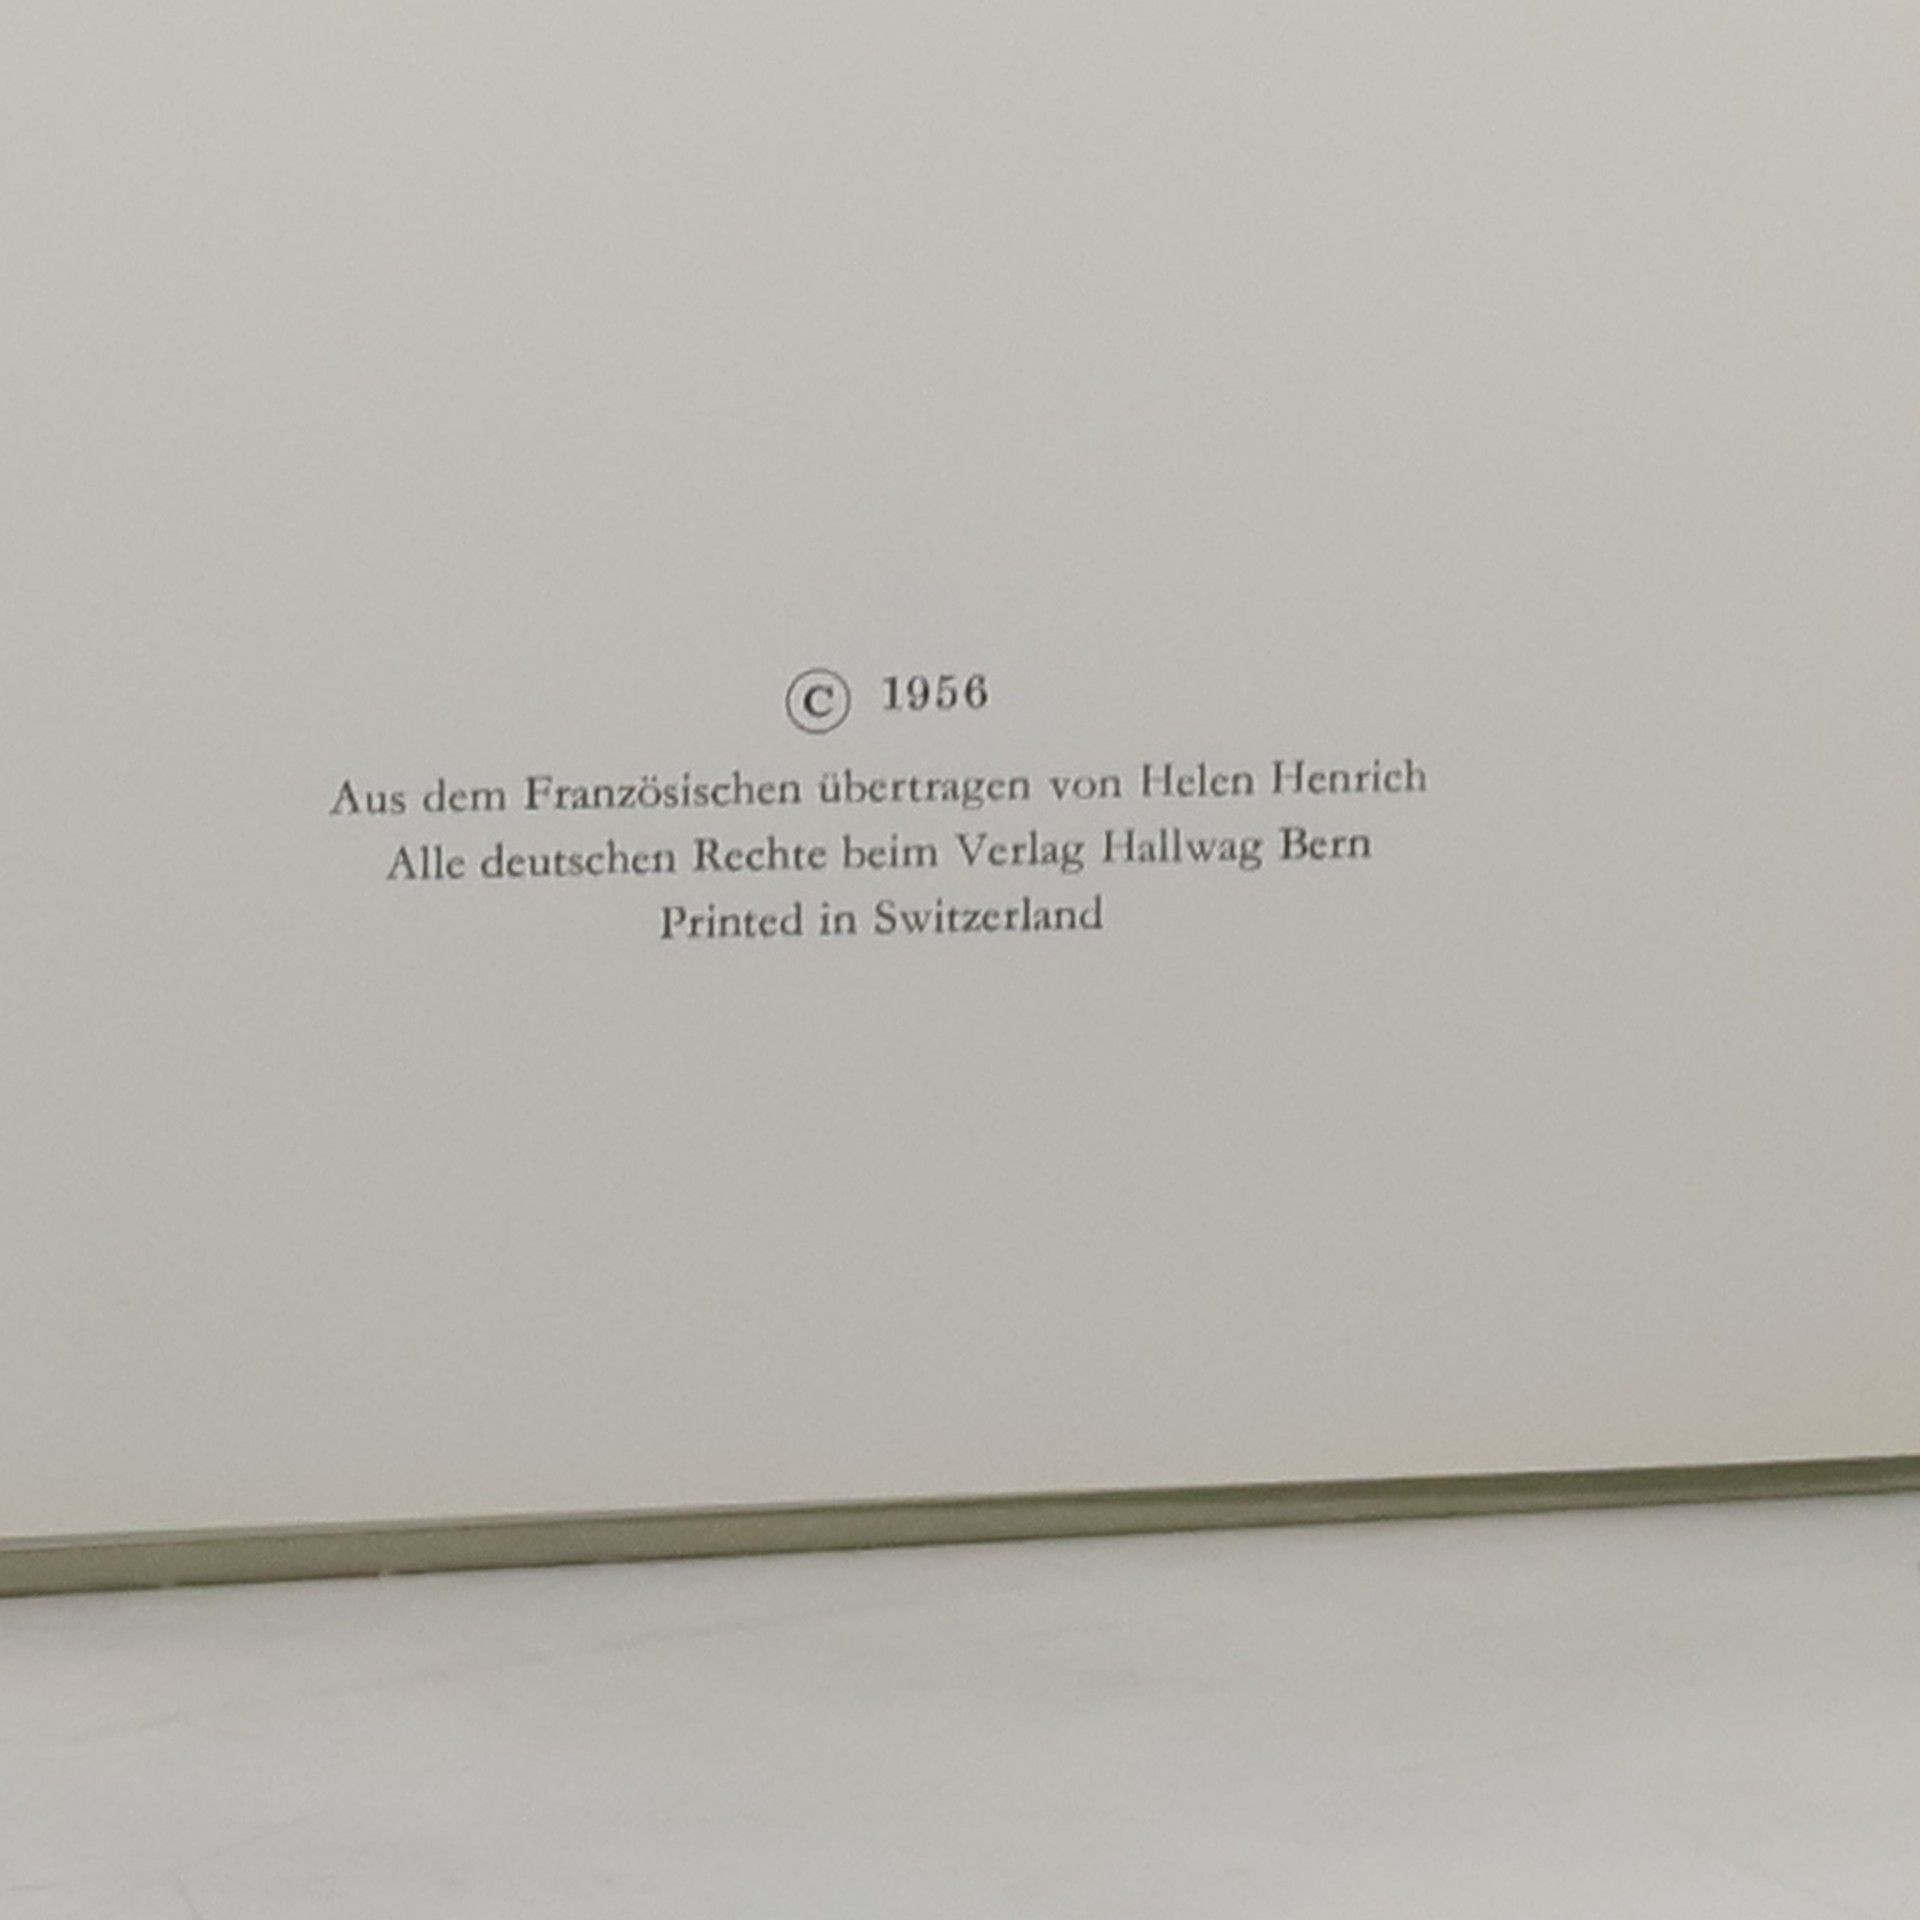 © 1956
Aus dem Französischen übertragen von Helen Henrich
Alle deutschen Rechte beim Verlag Hallwag Bern
Printed in Switzerland